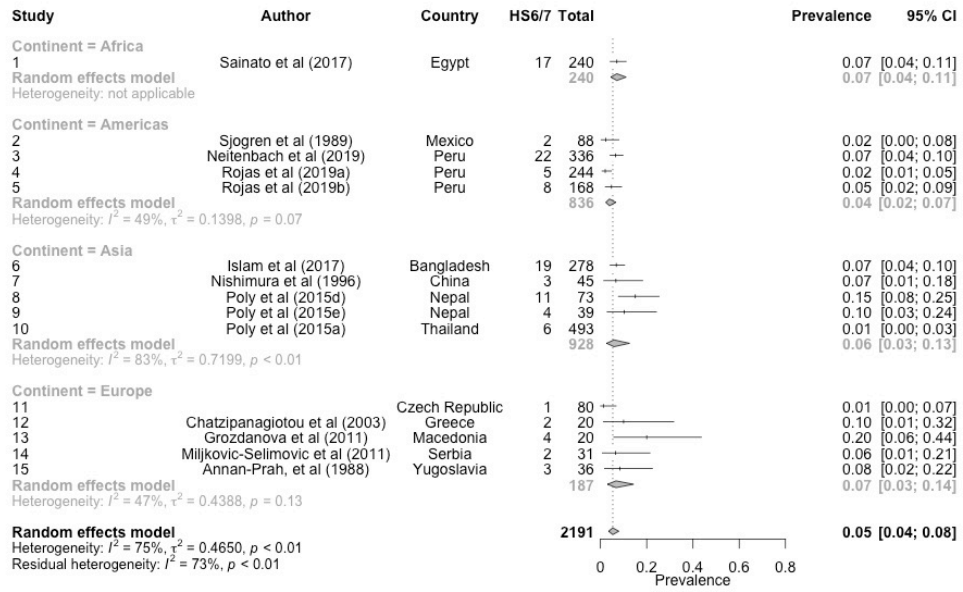 Study Author Country HS6/7 Total Prevalence 95% CI
Continent = Africa
1 Sainato et al (2017) Egypt 17 240 0.07 [0.04; 0.11]
Random effects model 240 0.07 [0.04; 0.11]
Heterogeneity: not applicable
Continent = Americas
2 Sjogren et al (1989) Mexico 2 88 0.02 [0.00; 0.08]
3 Neitenbach et al (2019) Peru 22 336 0.07 [0.04; 0.10]
4 Rojas et al (2019a) Peru 5 244 0.02 [0.01; 0.05]
5 Rojas et al (2019b) Peru 8 168 0.05 [0.02; 0.09]
Random effects model 836 0.04 [0.02; 0.07]
Heterogeneity: I² = 49%, τ² = 0.1398, p = 0.07
Continent = Asia
6 Islam et al (2017) Bangladesh 19 278 0.07 [0.04; 0.10]
7 Nishimura et al (1996) China 3 45 0.07 [0.01; 0.18]
8 Poly et al (2015d) Nepal 11 73 0.15 [0.08; 0.25]
9 Poly et al (2015e) Nepal 4 39 0.10 [0.03; 0.24]
10 Poly et al (2015a) Thailand 6 493 0.01 [0.00; 0.03]
Random effects model 928 0.06 [0.03; 0.13]
Heterogeneity: I² = 83%, τ² = 0.7199, p < 0.01
Continent = Europe
11 Czech Republic 1 80 0.01 [0.00; 0.07]
12 Chatzipanagiotou et al (2003) Greece 2 20 0.10 [0.01; 0.32]
13 Grozdanova et al (2011) Macedonia 4 20 0.20 [0.06; 0.44]
14 Miljkovic-Selimovic et al (2011) Serbia 2 31 0.06 [0.01; 0.21]
15 Annan-Prah, et al (1988) Yugoslavia 3 36 0.08 [0.02; 0.22]
Random effects model 187 0.07 [0.03; 0.14]
Heterogeneity: I² = 47%, τ² = 0.4388, p = 0.13
Random effects model 2191 0.05 [0.04; 0.08]
Heterogeneity: I² = 75%, τ² = 0.4650, p < 0.01
Residual heterogeneity: I² = 73%, p < 0.01
0 0.2 0.4 0.6 0.8
Prevalence